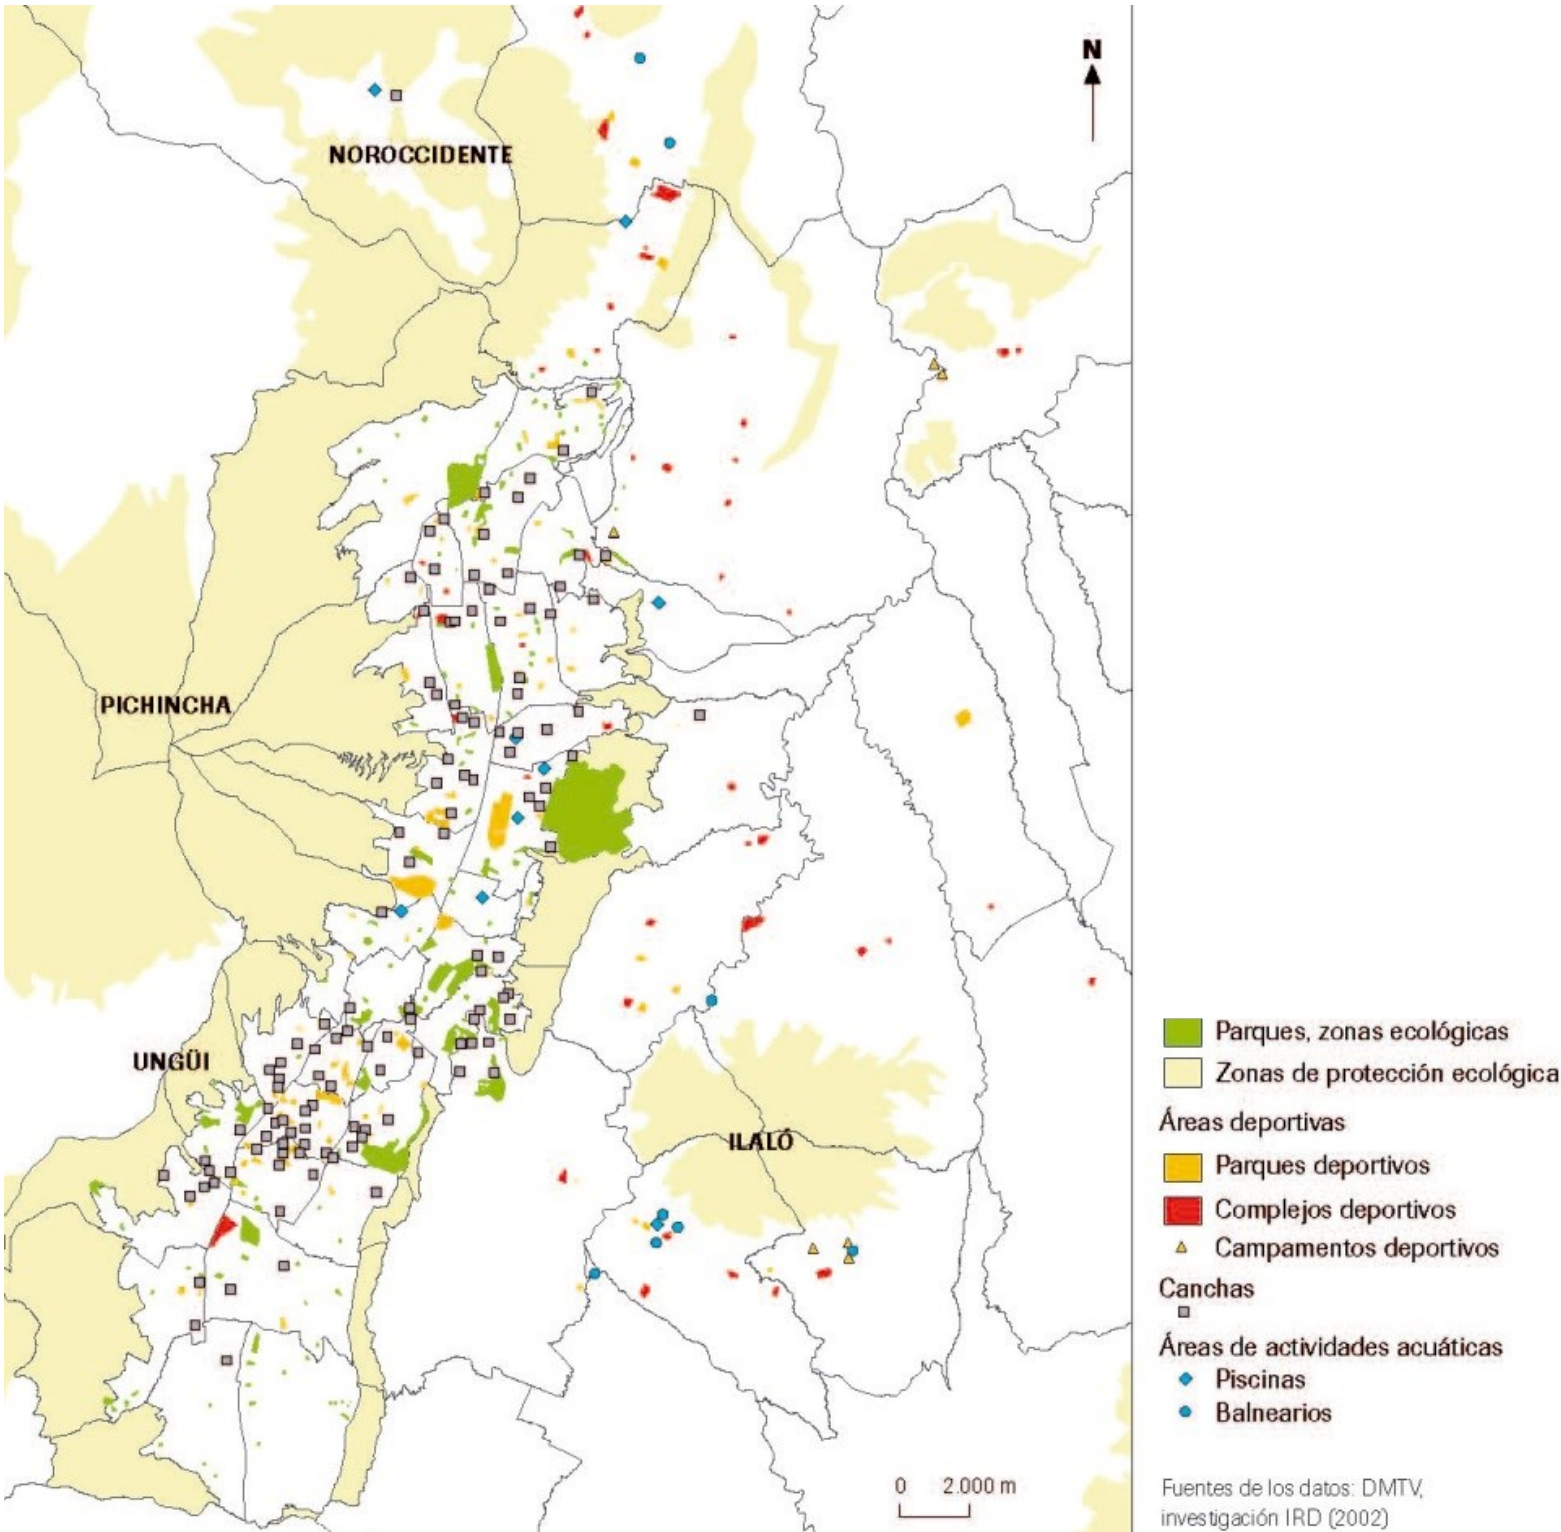 N
NOROCCIDENTE
PICHINCHA
UNGÜI
ILALÓ
Parques, zonas ecológicas
Zonas de protección ecológica
Áreas deportivas
Parques deportivos
Complejos deportivos
Campamentos deportivos
Canchas
Áreas de actividades acuáticas
Piscinas
Balnearios
0 2.000 m
Fuentes de los datos: DMTV,
investigación IRD (2002)